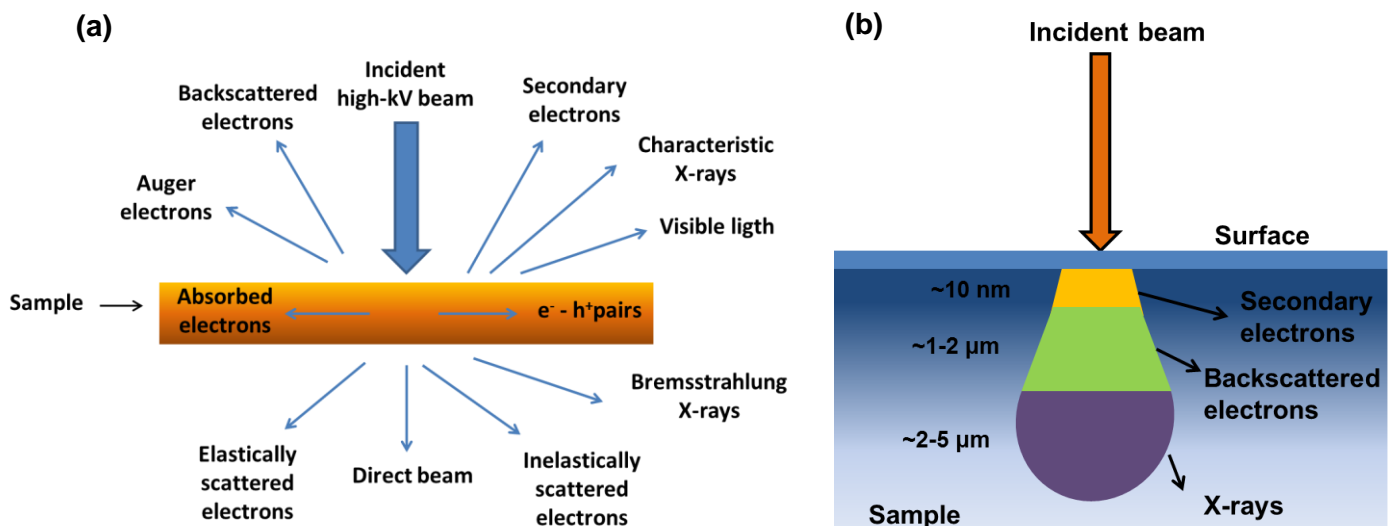 (a)
Incident
high-kV beam
Backscattered
electrons
Secondary
electrons
Auger
electrons
Characteristic
X-rays
Visible ligth
Sample
Absorbed
electrons
e⁻ - h⁺pairs
Bremsstrahlung
X-rays
Elastically
scattered
electrons
Direct beam
Inelastically
scattered
electrons
(b)
Incident beam
Surface
~10 nm
Secondary
electrons
~1-2 µm
Backscattered
electrons
~2-5 µm
X-rays
Sample